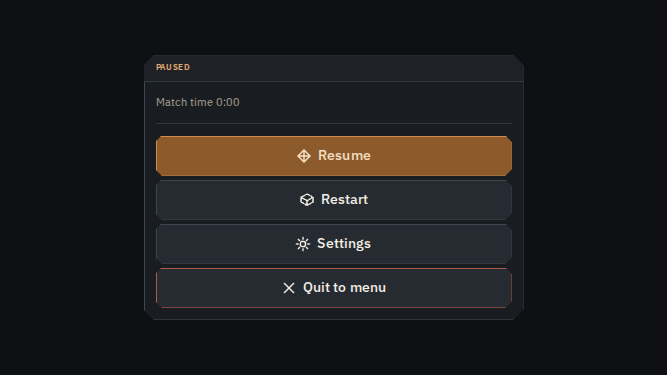 PAUSED
Match time 0:00
Resume
Restart
Settings
Quit to menu